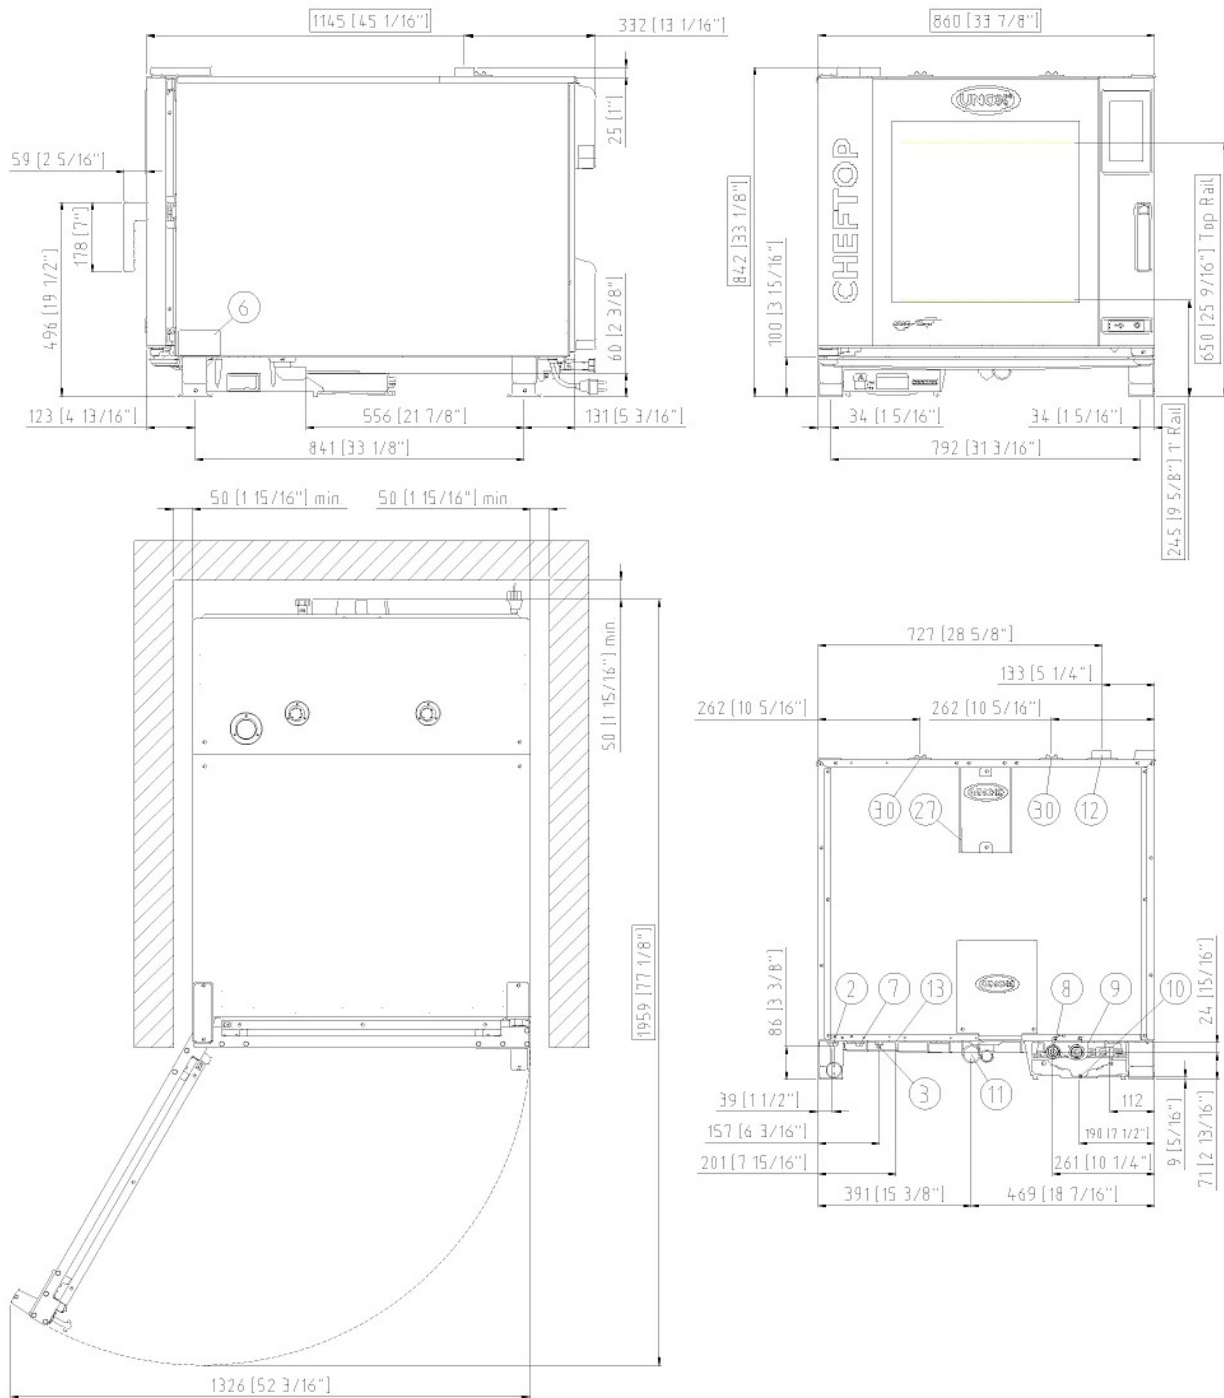 1145 [45 1/16"]
332 [13 1/16"]
25 [1"]
59 [2 5/16"]
178 [7"]
496 [19 1/2"]
6
60 [2 3/8"]
123 [4 13/16"]
556 [21 7/8"]
131 [5 3/16"]
841 [33 1/8"]
860 [33 7/8"]
UNOX
CHEFTOP
842 [33 1/8"]
100 [3 15/16"]
650 [25 9/16"] Top Rail
34 [1 5/16"]
34 [1 5/16"]
792 [31 3/16"]
245 [9 5/8"] 1' Rail
50 [1 15/16"] min.
50 [1 15/16"] min.
50 [1 15/16"] min
1959 [77 1/8"]
1326 [52 3/16"]
727 [28 5/8"]
133 [5 1/4"]
262 [10 5/16"]
262 [10 5/16"]
UNOX
30
27
30
12
86 [3 3/8"]
UNOX
2
7
13
8
9
10
24 [15/16"]
3
11
39 [1 1/2"]
112
157 [6 3/16"]
190 [7 1/2"]
9 [5/16"]
71 [2 13/16"]
201 [7 15/16"]
261 [10 1/4"]
391 [15 3/8"]
469 [18 7/16"]